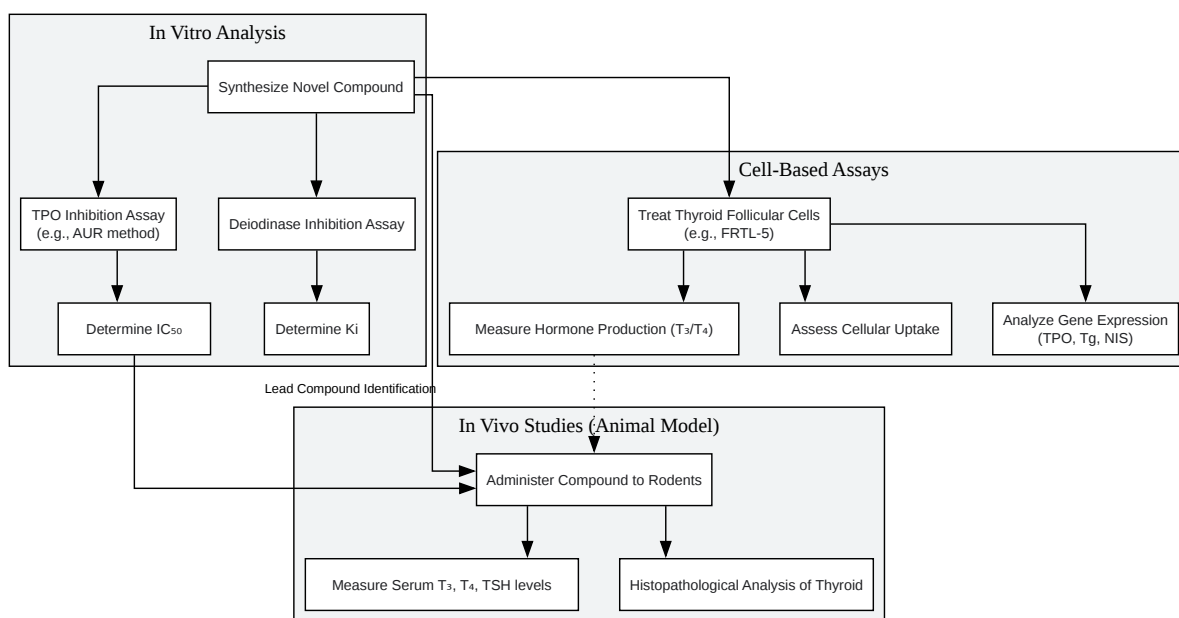 In Vitro Analysis
Synthesize Novel Compound
Cell-Based Assays
TPO Inhibition Assay
(e.g., AUR method)
Deiodinase Inhibition Assay
Treat Thyroid Follicular Cells
(e.g., FRTL-5)
Determine IC₅₀
Determine Ki
Measure Hormone Production (T₃/T₄)
Assess Cellular Uptake
Analyze Gene Expression
(TPO, Tg, NIS)
Lead Compound Identification
In Vivo Studies (Animal Model)
Administer Compound to Rodents
Measure Serum T₃, T₄, TSH levels
Histopathological Analysis of Thyroid